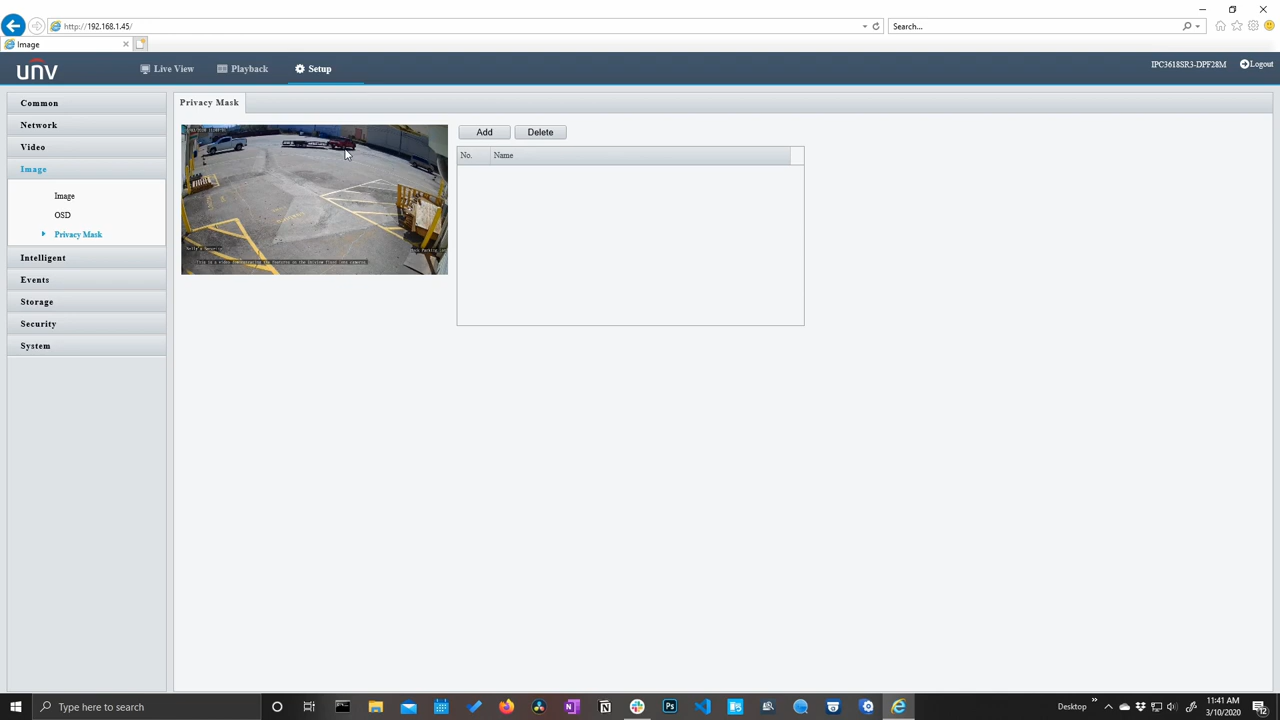 http://192.168.1.45/
Search...
Image
unv
Live View
Playback
Setup
IPC3618SR3-DPF28M
Logout
Common
Network
Video
Image
Image
OSD
Privacy Mask
Intelligent
Events
Storage
Security
System
Privacy Mask
Add
Delete
No.
Name
Type here to search
Desktop
11:41 AM
3/10/2020
12